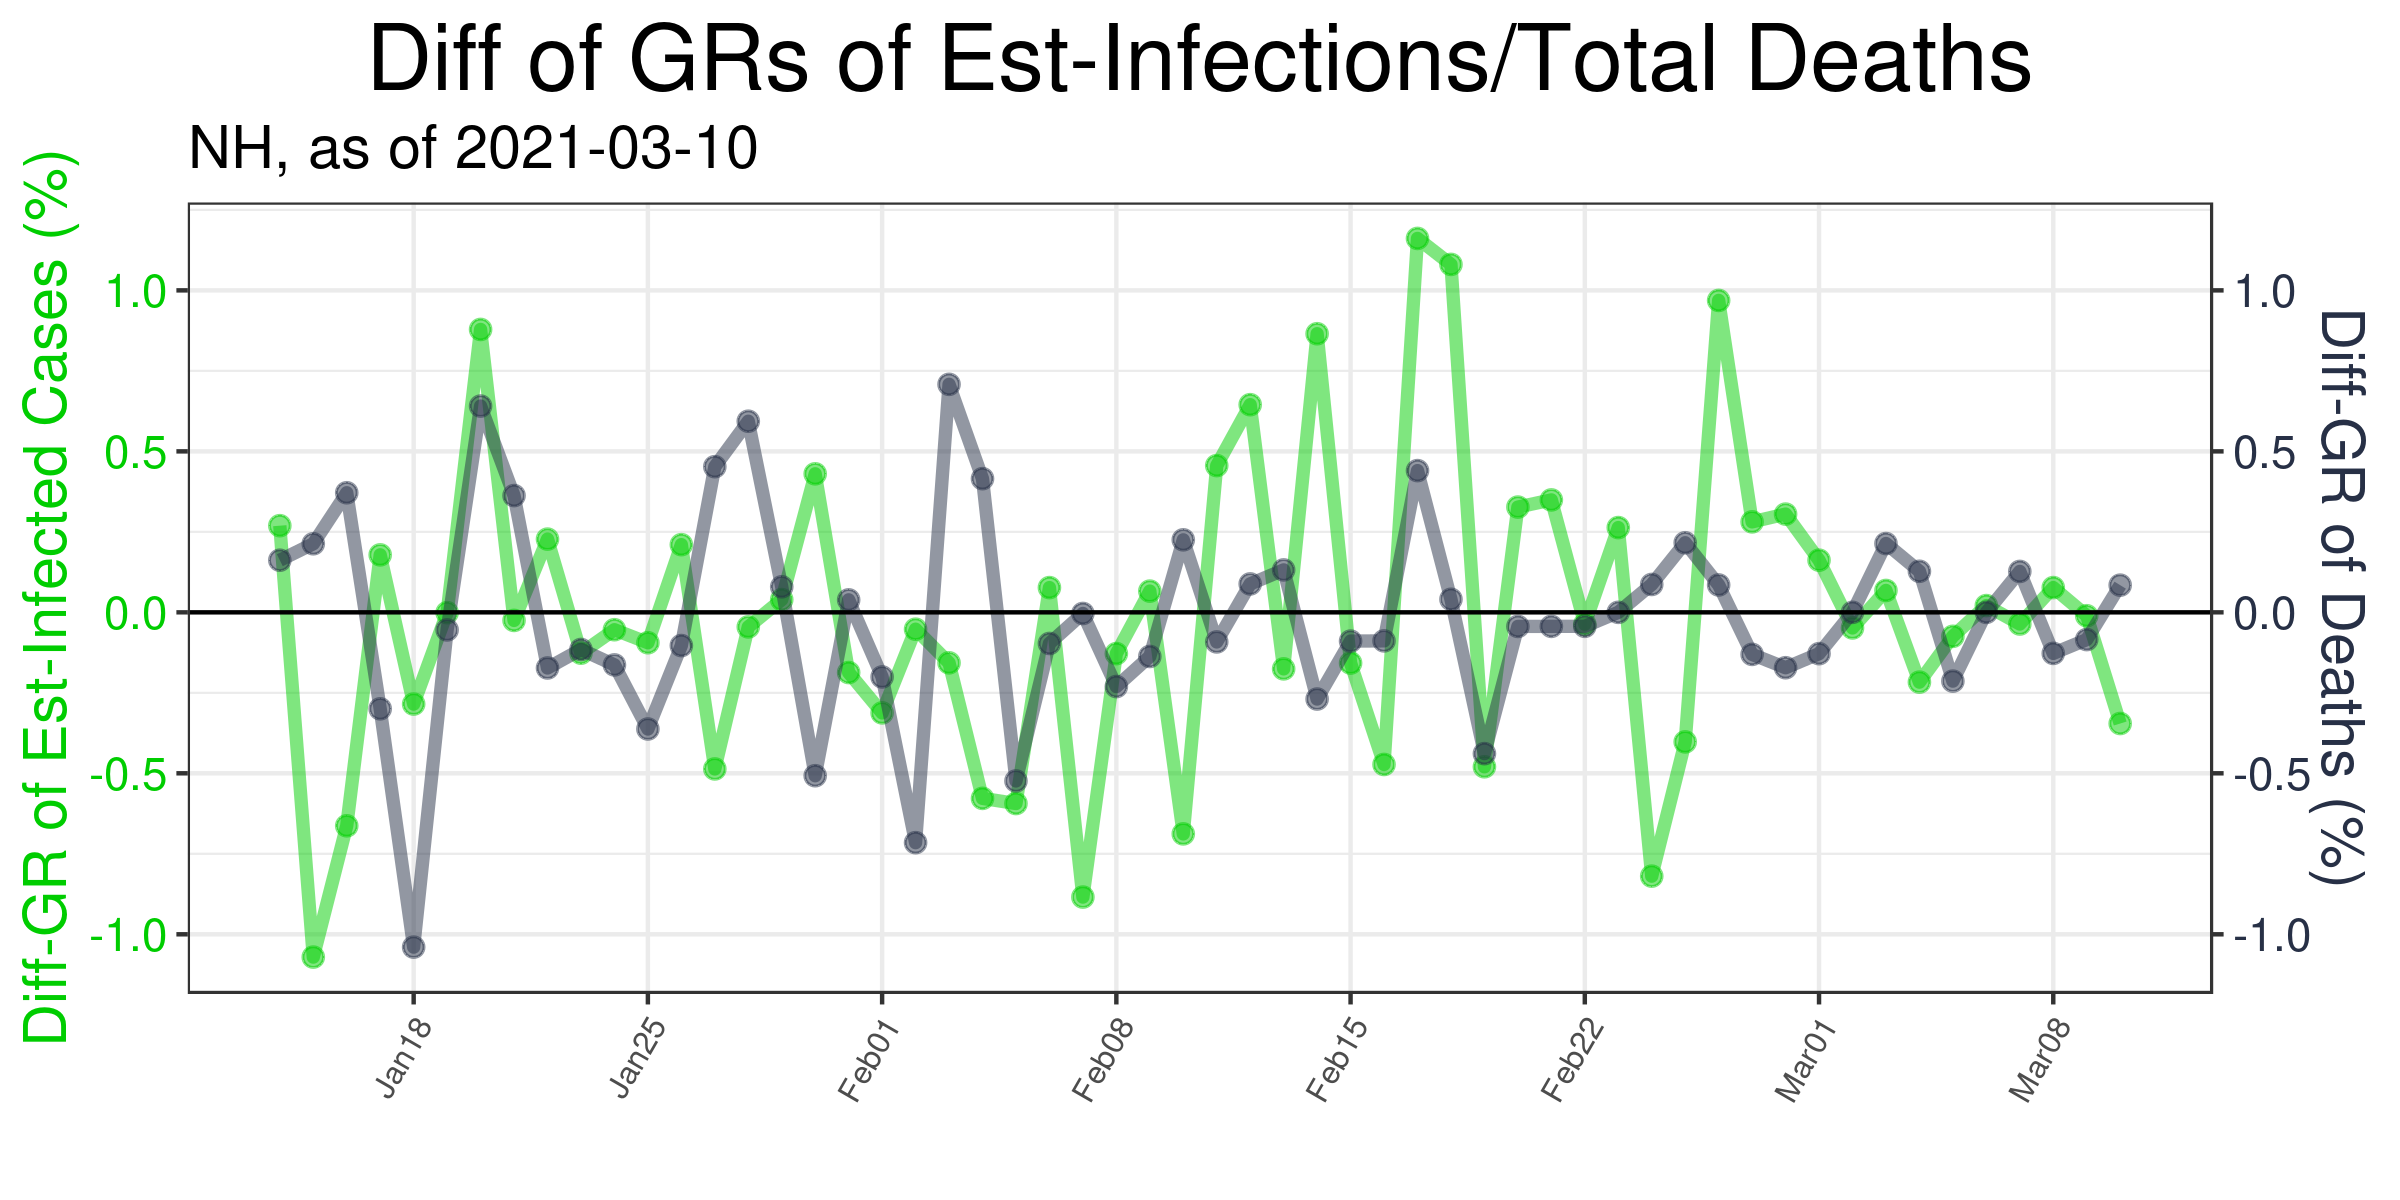 Diff of GRs of Est-Infections/Total Deaths
NH, as of 2021-03-10
Diff-GR of Est-Infected Cases (%)
1.0
0.5
0.0
-0.5
-1.0
1.0
0.5
0.0
-0.5
-1.0
Diff-GR of Deaths (%)
Jan18
Jan25
Feb01
Feb08
Feb15
Feb22
Mar01
Mar08